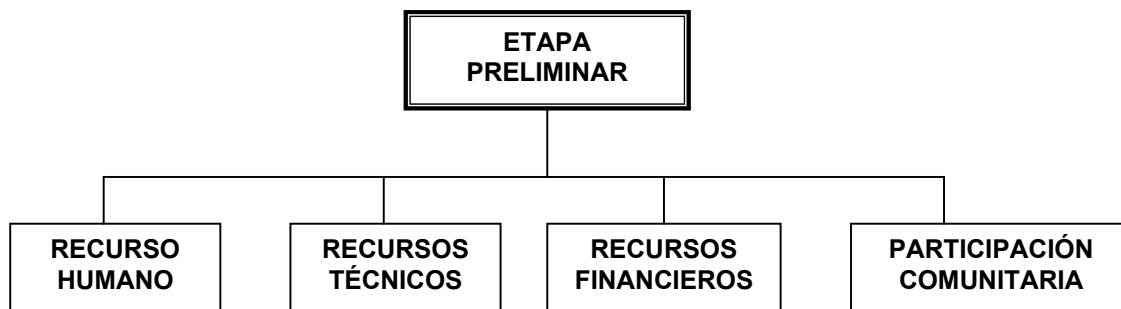 ETAPA
PRELIMINAR
RECURSO
HUMANO
RECURSOS
TÉCNICOS
RECURSOS
FINANCIEROS
PARTICIPACIÓN
COMUNITARIA